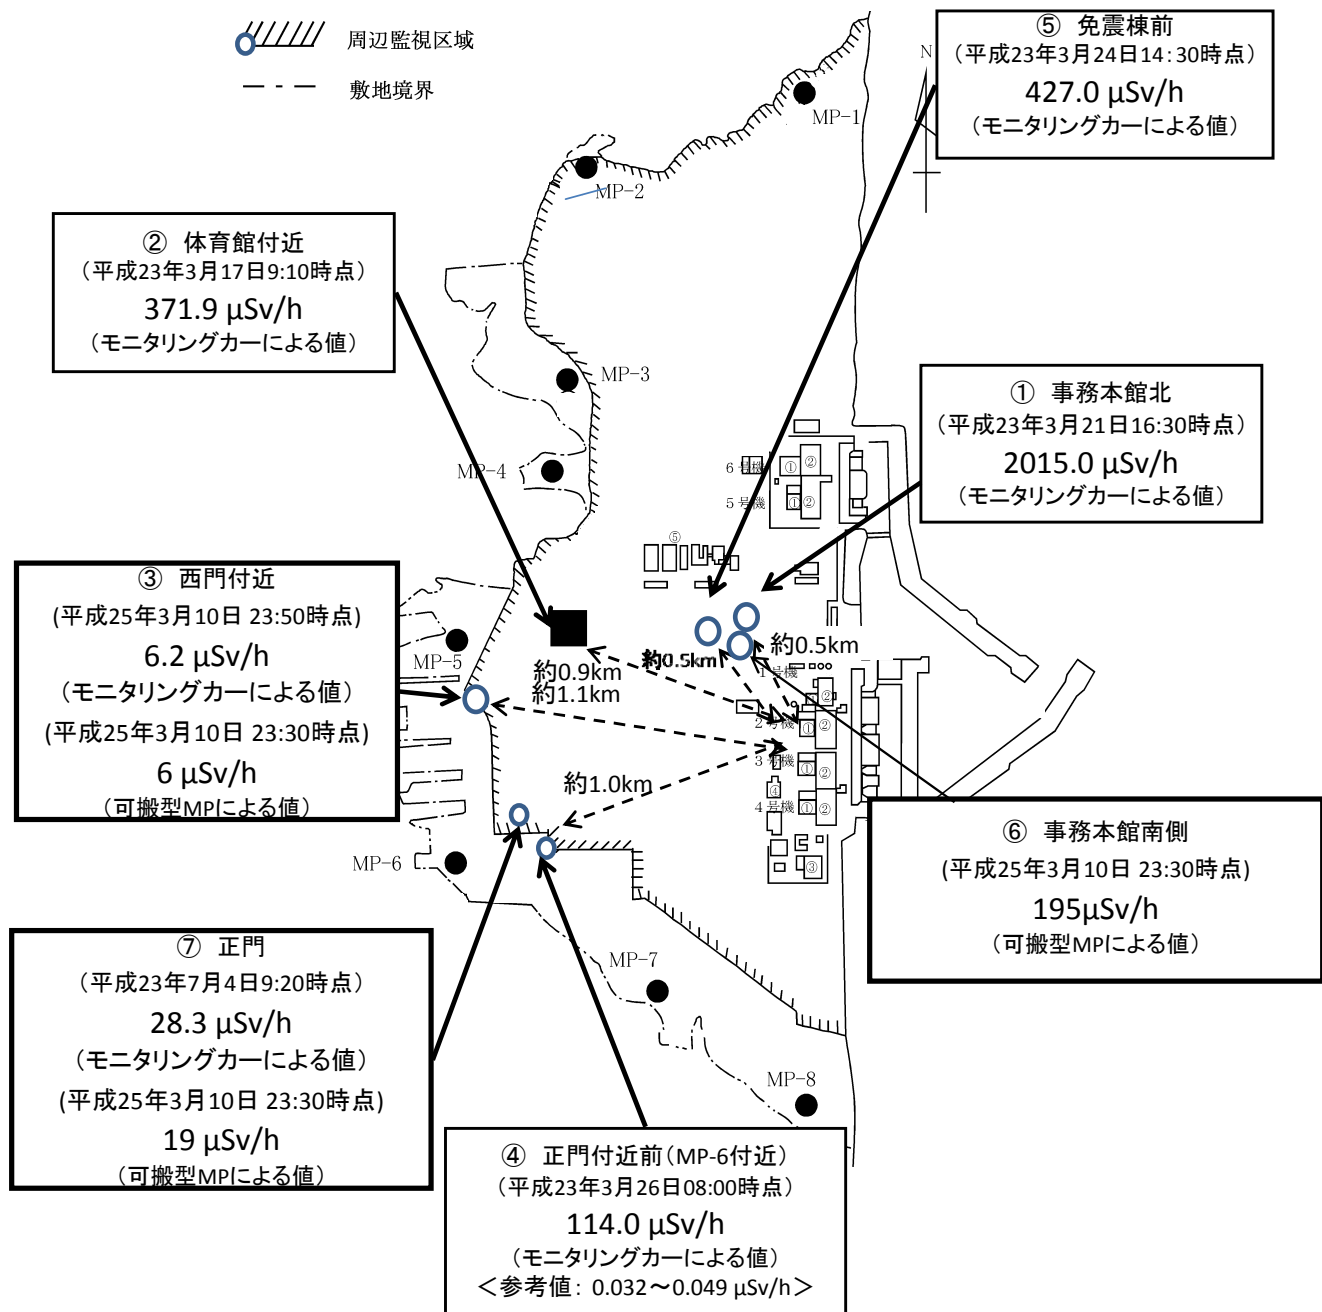 周辺監視区域
敷地境界
⑤ 免震棟前
（平成23年3月24日14:30時点）
427.0 µSv/h
（モニタリングカーによる値）
N
MP-1
MP-2
② 体育館付近
（平成23年3月17日9:10時点）
371.9 µSv/h
（モニタリングカーによる値）
MP-3
① 事務本館北
（平成23年3月21日16:30時点）
2015.0 µSv/h
（モニタリングカーによる値）
MP-4
6号機
①
②
5号機
①
②
⑤
③ 西門付近
(平成25年3月10日 23:50時点)
6.2 µSv/h
（モニタリングカーによる値）
(平成25年3月10日 23:30時点)
6 µSv/h
（可搬型MPによる値）
MP-5
約0.9km
約1.1km
約0.5km
約0.5km
1号機
②
2号機
①
②
3号機
①
②
約1.0km
④
4号機
①
②
③
MP-6
⑥ 事務本館南側
(平成25年3月10日 23:30時点)
195µSv/h
（可搬型MPによる値）
⑦ 正門
（平成23年7月4日9:20時点）
28.3 µSv/h
（モニタリングカーによる値）
(平成25年3月10日 23:30時点)
19 µSv/h
（可搬型MPによる値）
MP-7
MP-8
④ 正門付近前（MP-6付近）
（平成23年3月26日08:00時点）
114.0 µSv/h
（モニタリングカーによる値）
＜参考値： 0.032～0.049 µSv/h＞